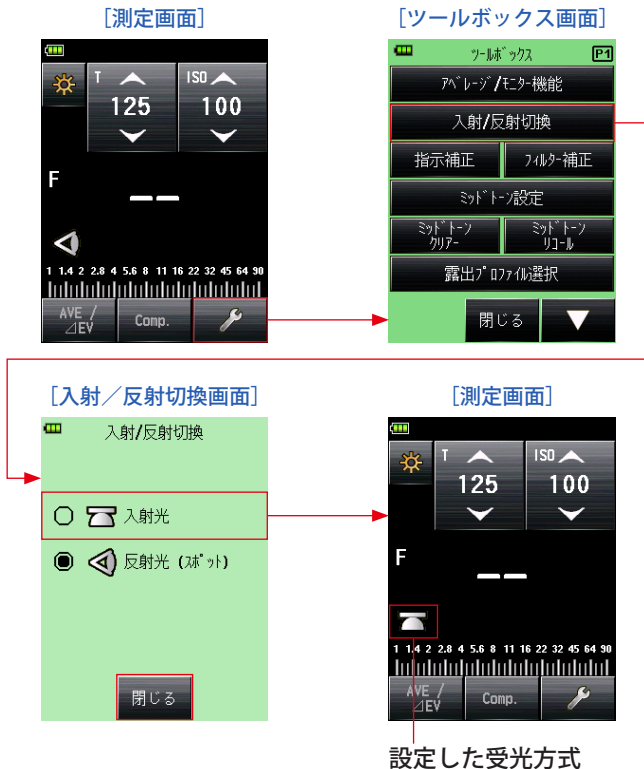 ［測定画面］
T
ISO
125
100
F
1 1.4 2 2.8 4 5.6 8 11 16 22 32 45 64 90
AVE /
⊿EV
Comp.
［ツールボックス画面］
ﾂｰﾙﾎﾞｯｸｽ
P1
ｱﾍﾞﾚｰｼﾞ/ﾓﾆﾀｰ機能
入射/反射切換
指示補正
ﾌｨﾙﾀｰ補正
ﾐｯﾄﾞﾄｰﾝ設定
ﾐｯﾄﾞﾄｰﾝ
ｸﾘｱｰ
ﾐｯﾄﾞﾄｰﾝ
ﾘｺｰﾙ
露出ﾌﾟﾛﾌｧｲﾙ選択
閉じる
［入射／反射切換画面］
入射/反射切換
入射光
反射光 (ｽﾎﾟｯﾄ)
閉じる
［測定画面］
T
ISO
125
100
F
1 1.4 2 2.8 4 5.6 8 11 16 22 32 45 64 90
AVE /
⊿EV
Comp.
設定した受光方式